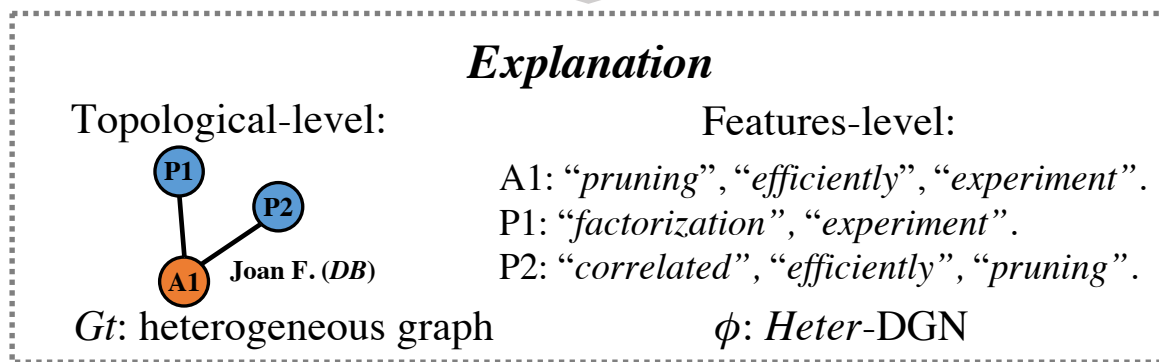 Explanation
Topological-level:
Features-level:
P1
P2
A1
Joan F. (DB)
A1: “pruning”, “efficiently”, “experiment”.
P1: “factorization”, “experiment”.
P2: “correlated”, “efficiently”, “pruning”.
Gt: heterogeneous graph
ϕ: Heter-DGN